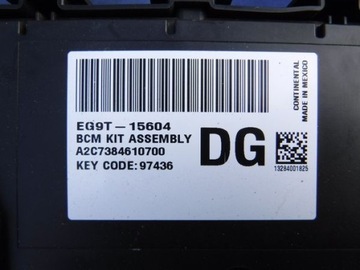 EG9T-15604
BCM KIT ASSEMBLY
A2C7384610700
KEY CODE: 97436
DG
CONTINENTAL
MADE IN MEXICO
13284001825